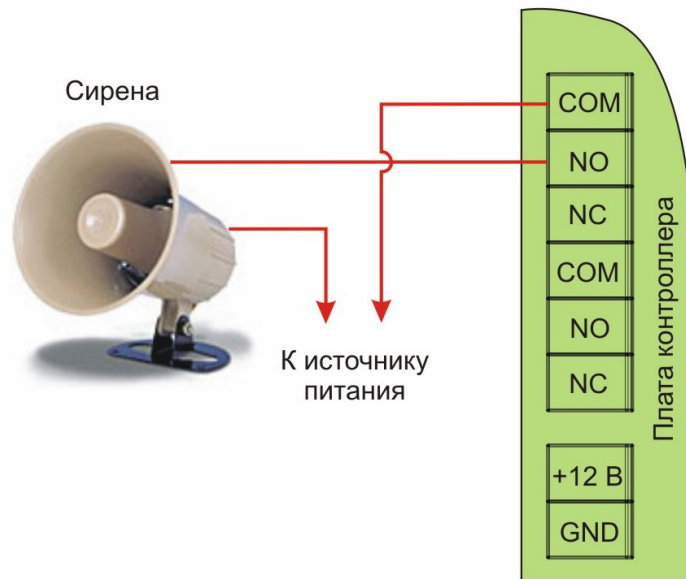 Сирена
К источнику
питания
COM
NO
NC
COM
NO
NC
+12 В
GND
Плата контроллера